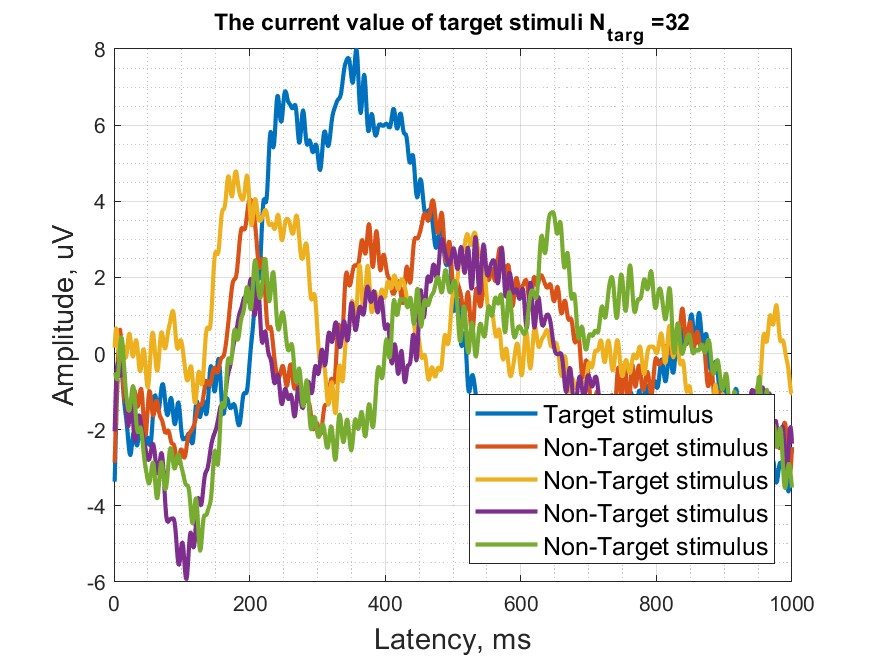 The current value of target stimuli N_targ =32
8
6
4
2
0
-2
-4
-6
Amplitude, uV
Target stimulus
Non-Target stimulus
Non-Target stimulus
Non-Target stimulus
Non-Target stimulus
0 200 400 600 800 1000
Latency, ms